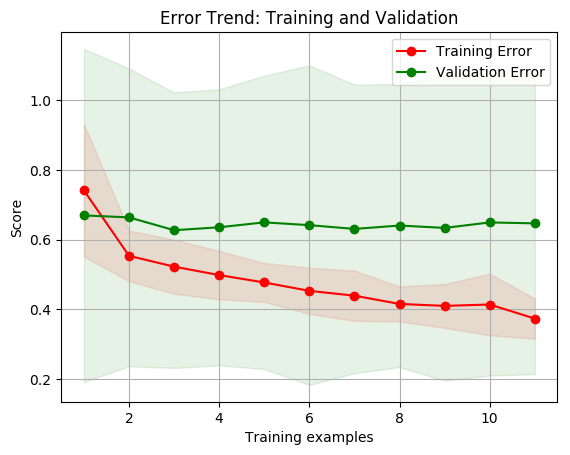 Error Trend: Training and Validation
Training Error
Validation Error
1.0
0.8
0.6
0.4
0.2
Score
2 4 6 8 10
Training examples